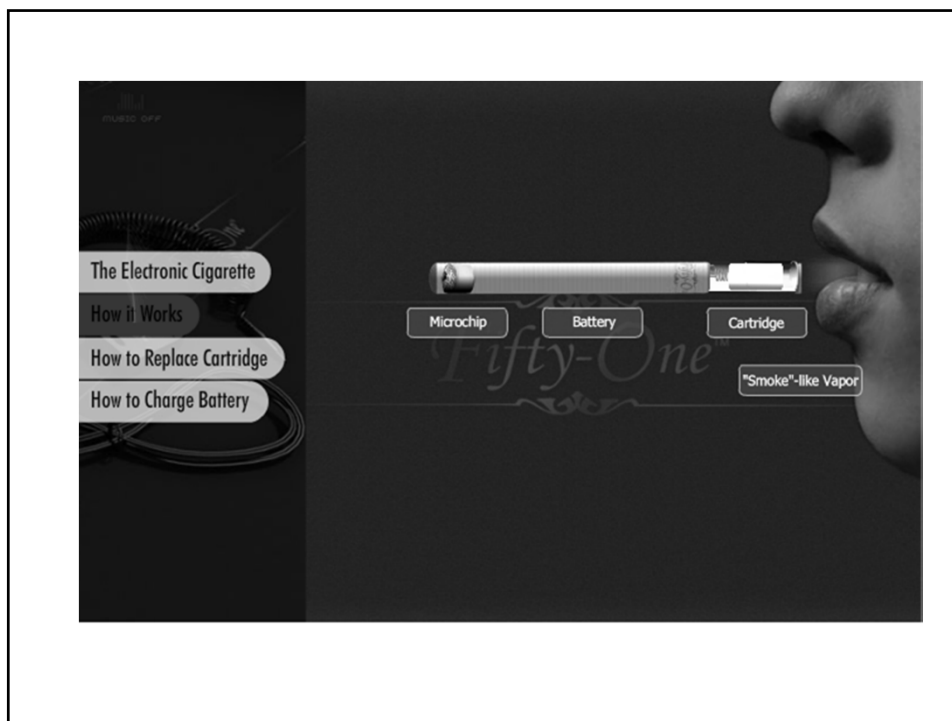 MUSIC OFF
The Electronic Cigarette
How it Works
How to Replace Cartridge
How to Charge Battery
Microchip
Battery
Cartridge
Fifty-One™
"Smoke"-like Vapor